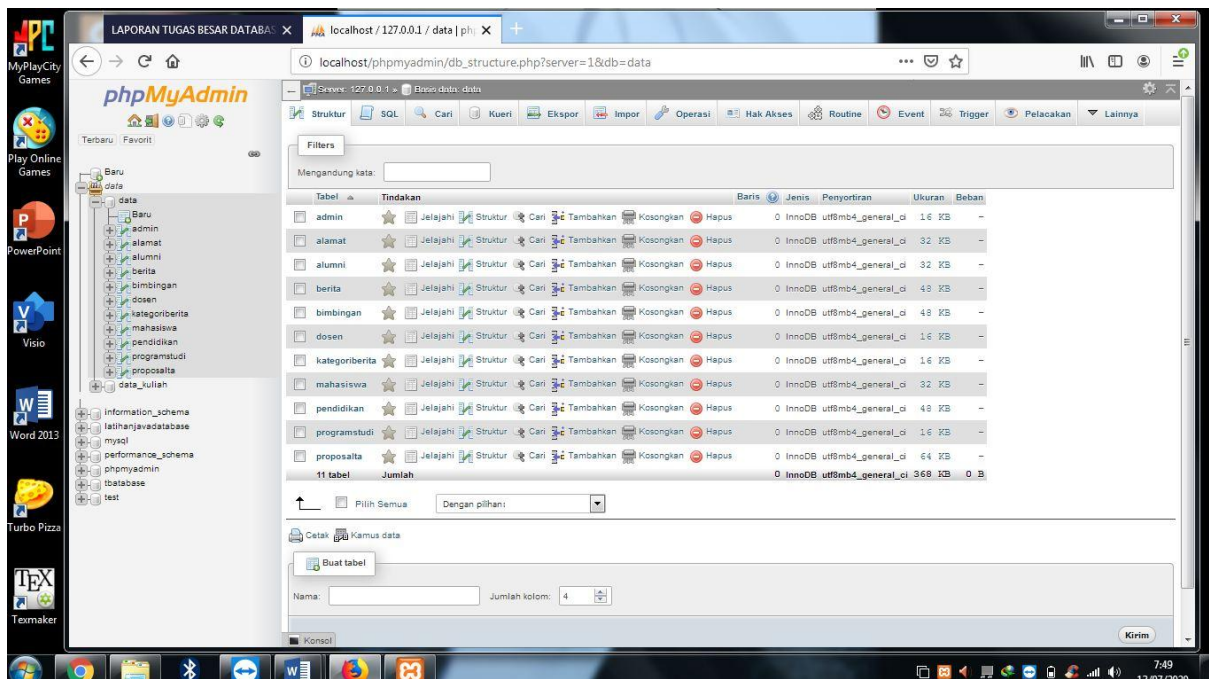 LAPORAN TUGAS BESAR DATABAS
localhost / 127.0.0.1 / data | ph
localhost/phpmyadmin/db_structure.php?server=1&db=data
MyPlayCity Games
Play Online Games
PowerPoint
Visio
Word 2013
Turbo Pizza
TEX
Texmaker
phpMyAdmin
Terbaru Favorit
Baru
data
data
Baru
admin
alamat
alumni
berita
bimbingan
dosen
kategoriberita
mahasiswa
pendidikan
programstudi
proposalta
data_kuliah
information_schema
latihanjavadatabase
mysql
performance_schema
phpmyadmin
tbatabase
test
Server: 127.0.0.1 » Basis data: data
Struktur SQL Cari Kueri Ekspor Impor Operasi Hak Akses Routine Event Trigger Pelacakan Lainnya
Filters
Mengandung kata:
Tabel Tindakan Baris Jenis Penyortiran Ukuran Beban
admin Jelajahi Struktur Cari Tambahkan Kosongkan Hapus 0 InnoDB utf8mb4_general_ci 16 KB -
alamat Jelajahi Struktur Cari Tambahkan Kosongkan Hapus 0 InnoDB utf8mb4_general_ci 32 KB -
alumni Jelajahi Struktur Cari Tambahkan Kosongkan Hapus 0 InnoDB utf8mb4_general_ci 32 KB -
berita Jelajahi Struktur Cari Tambahkan Kosongkan Hapus 0 InnoDB utf8mb4_general_ci 48 KB -
bimbingan Jelajahi Struktur Cari Tambahkan Kosongkan Hapus 0 InnoDB utf8mb4_general_ci 48 KB -
dosen Jelajahi Struktur Cari Tambahkan Kosongkan Hapus 0 InnoDB utf8mb4_general_ci 16 KB -
kategoriberita Jelajahi Struktur Cari Tambahkan Kosongkan Hapus 0 InnoDB utf8mb4_general_ci 16 KB -
mahasiswa Jelajahi Struktur Cari Tambahkan Kosongkan Hapus 0 InnoDB utf8mb4_general_ci 32 KB -
pendidikan Jelajahi Struktur Cari Tambahkan Kosongkan Hapus 0 InnoDB utf8mb4_general_ci 48 KB -
programstudi Jelajahi Struktur Cari Tambahkan Kosongkan Hapus 0 InnoDB utf8mb4_general_ci 16 KB -
proposalta Jelajahi Struktur Cari Tambahkan Kosongkan Hapus 0 InnoDB utf8mb4_general_ci 64 KB -
11 tabel Jumlah 0 InnoDB utf8mb4_general_ci 368 KB 0 B
Pilih Semua Dengan pilihan:
Cetak Kamus data
Buat tabel
Nama: Jumlah kolom: 4
Konsol
Kirim
7:49